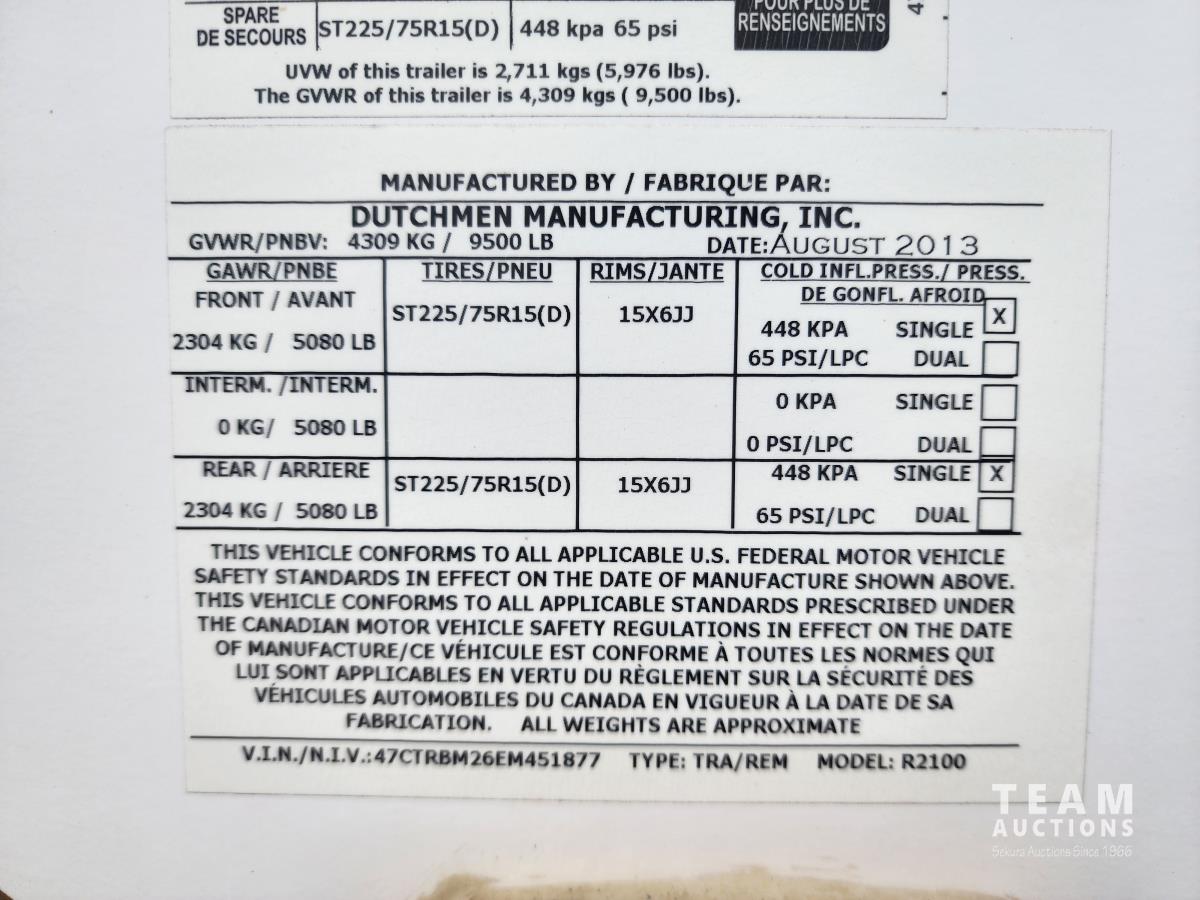 POUR PLUS DE
RENSEIGNEMENTS
SPARE
DE SECOURS
ST225/75R15(D)
448 kpa 65 psi
UVW of this trailer is 2,711 kgs (5,976 lbs).
The GVWR of this trailer is 4,309 kgs ( 9,500 lbs).
MANUFACTURED BY / FABRIQUE PAR:
DUTCHMEN MANUFACTURING, INC.
GVWR/PNBV: 4309 KG / 9500 LB DATE:AUGUST 2013
GAWR/PNBE TIRES/PNEU RIMS/JANTE COLD INFL.PRESS./ PRESS.
DE GONFL. AFROID
FRONT / AVANT
ST225/75R15(D) 15X6JJ 448 KPA SINGLE X
2304 KG / 5080 LB 65 PSI/LPC DUAL
INTERM. /INTERM.
0 KPA SINGLE
0 KG/ 5080 LB 0 PSI/LPC DUAL
REAR / ARRIERE 448 KPA SINGLE X
ST225/75R15(D) 15X6JJ
2304 KG / 5080 LB 65 PSI/LPC DUAL
THIS VEHICLE CONFORMS TO ALL APPLICABLE U.S. FEDERAL MOTOR VEHICLE
SAFETY STANDARDS IN EFFECT ON THE DATE OF MANUFACTURE SHOWN ABOVE.
THIS VEHICLE CONFORMS TO ALL APPLICABLE STANDARDS PRESCRIBED UNDER
THE CANADIAN MOTOR VEHICLE SAFETY REGULATIONS IN EFFECT ON THE DATE
OF MANUFACTURE/CE VÉHICULE EST CONFORME À TOUTES LES NORMES QUI
LUI SONT APPLICABLES EN VERTU DU RÈGLEMENT SUR LA SÉCURITÉ DES
VÉHICULES AUTOMOBILES DU CANADA EN VIGUEUR À LA DATE DE SA
FABRICATION. ALL WEIGHTS ARE APPROXIMATE
V.I.N./N.I.V.:47CTRBM26EM451877 TYPE: TRA/REM MODEL: R2100
TEAM
AUCTIONS
Sekura Auctions Since 1966